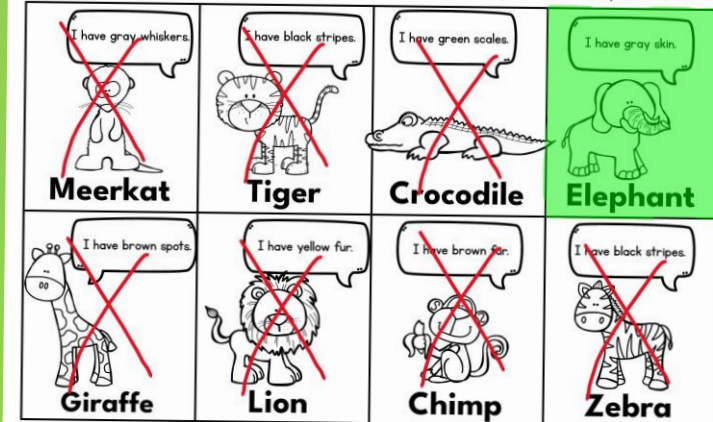 I have gray whiskers.
I have black stripes.
I have green scales.
I have gray skin.
Meerkat
Tiger
Crocodile
Elephant
I have brown spots.
I have yellow fur.
I have brown fur.
I have black stripes.
Giraffe
Lion
Chimp
Zebra